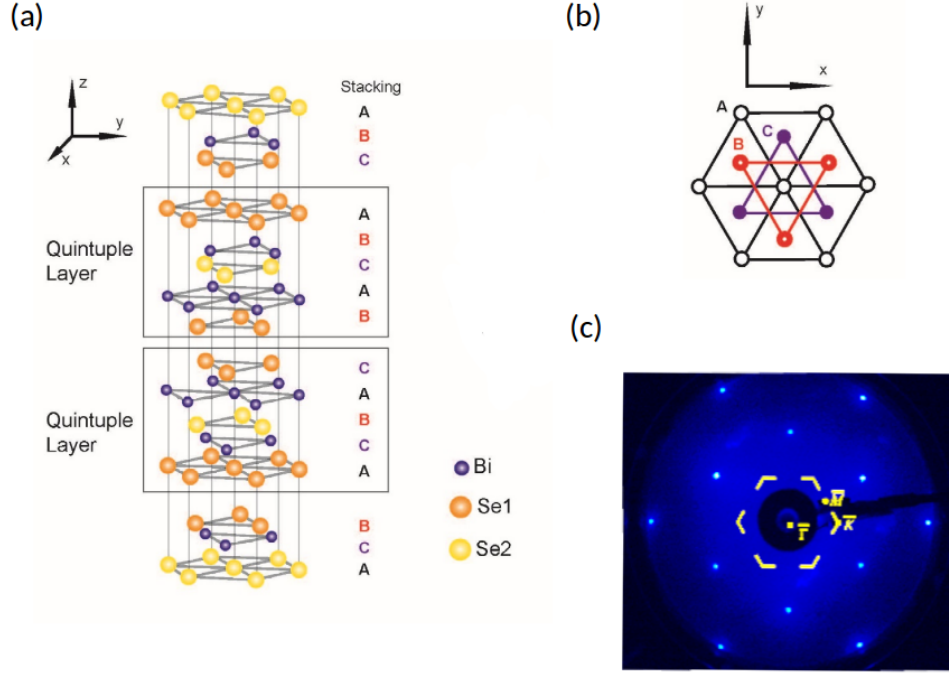 (a)
z
y
x
Stacking
A
B
C
Quintuple
Layer
A
B
C
A
B
Quintuple
Layer
C
A
B
C
A
B
C
A
Bi
Se1
Se2
(b)
y
x
A
C
B
(c)
M̅
Γ̅
K̅